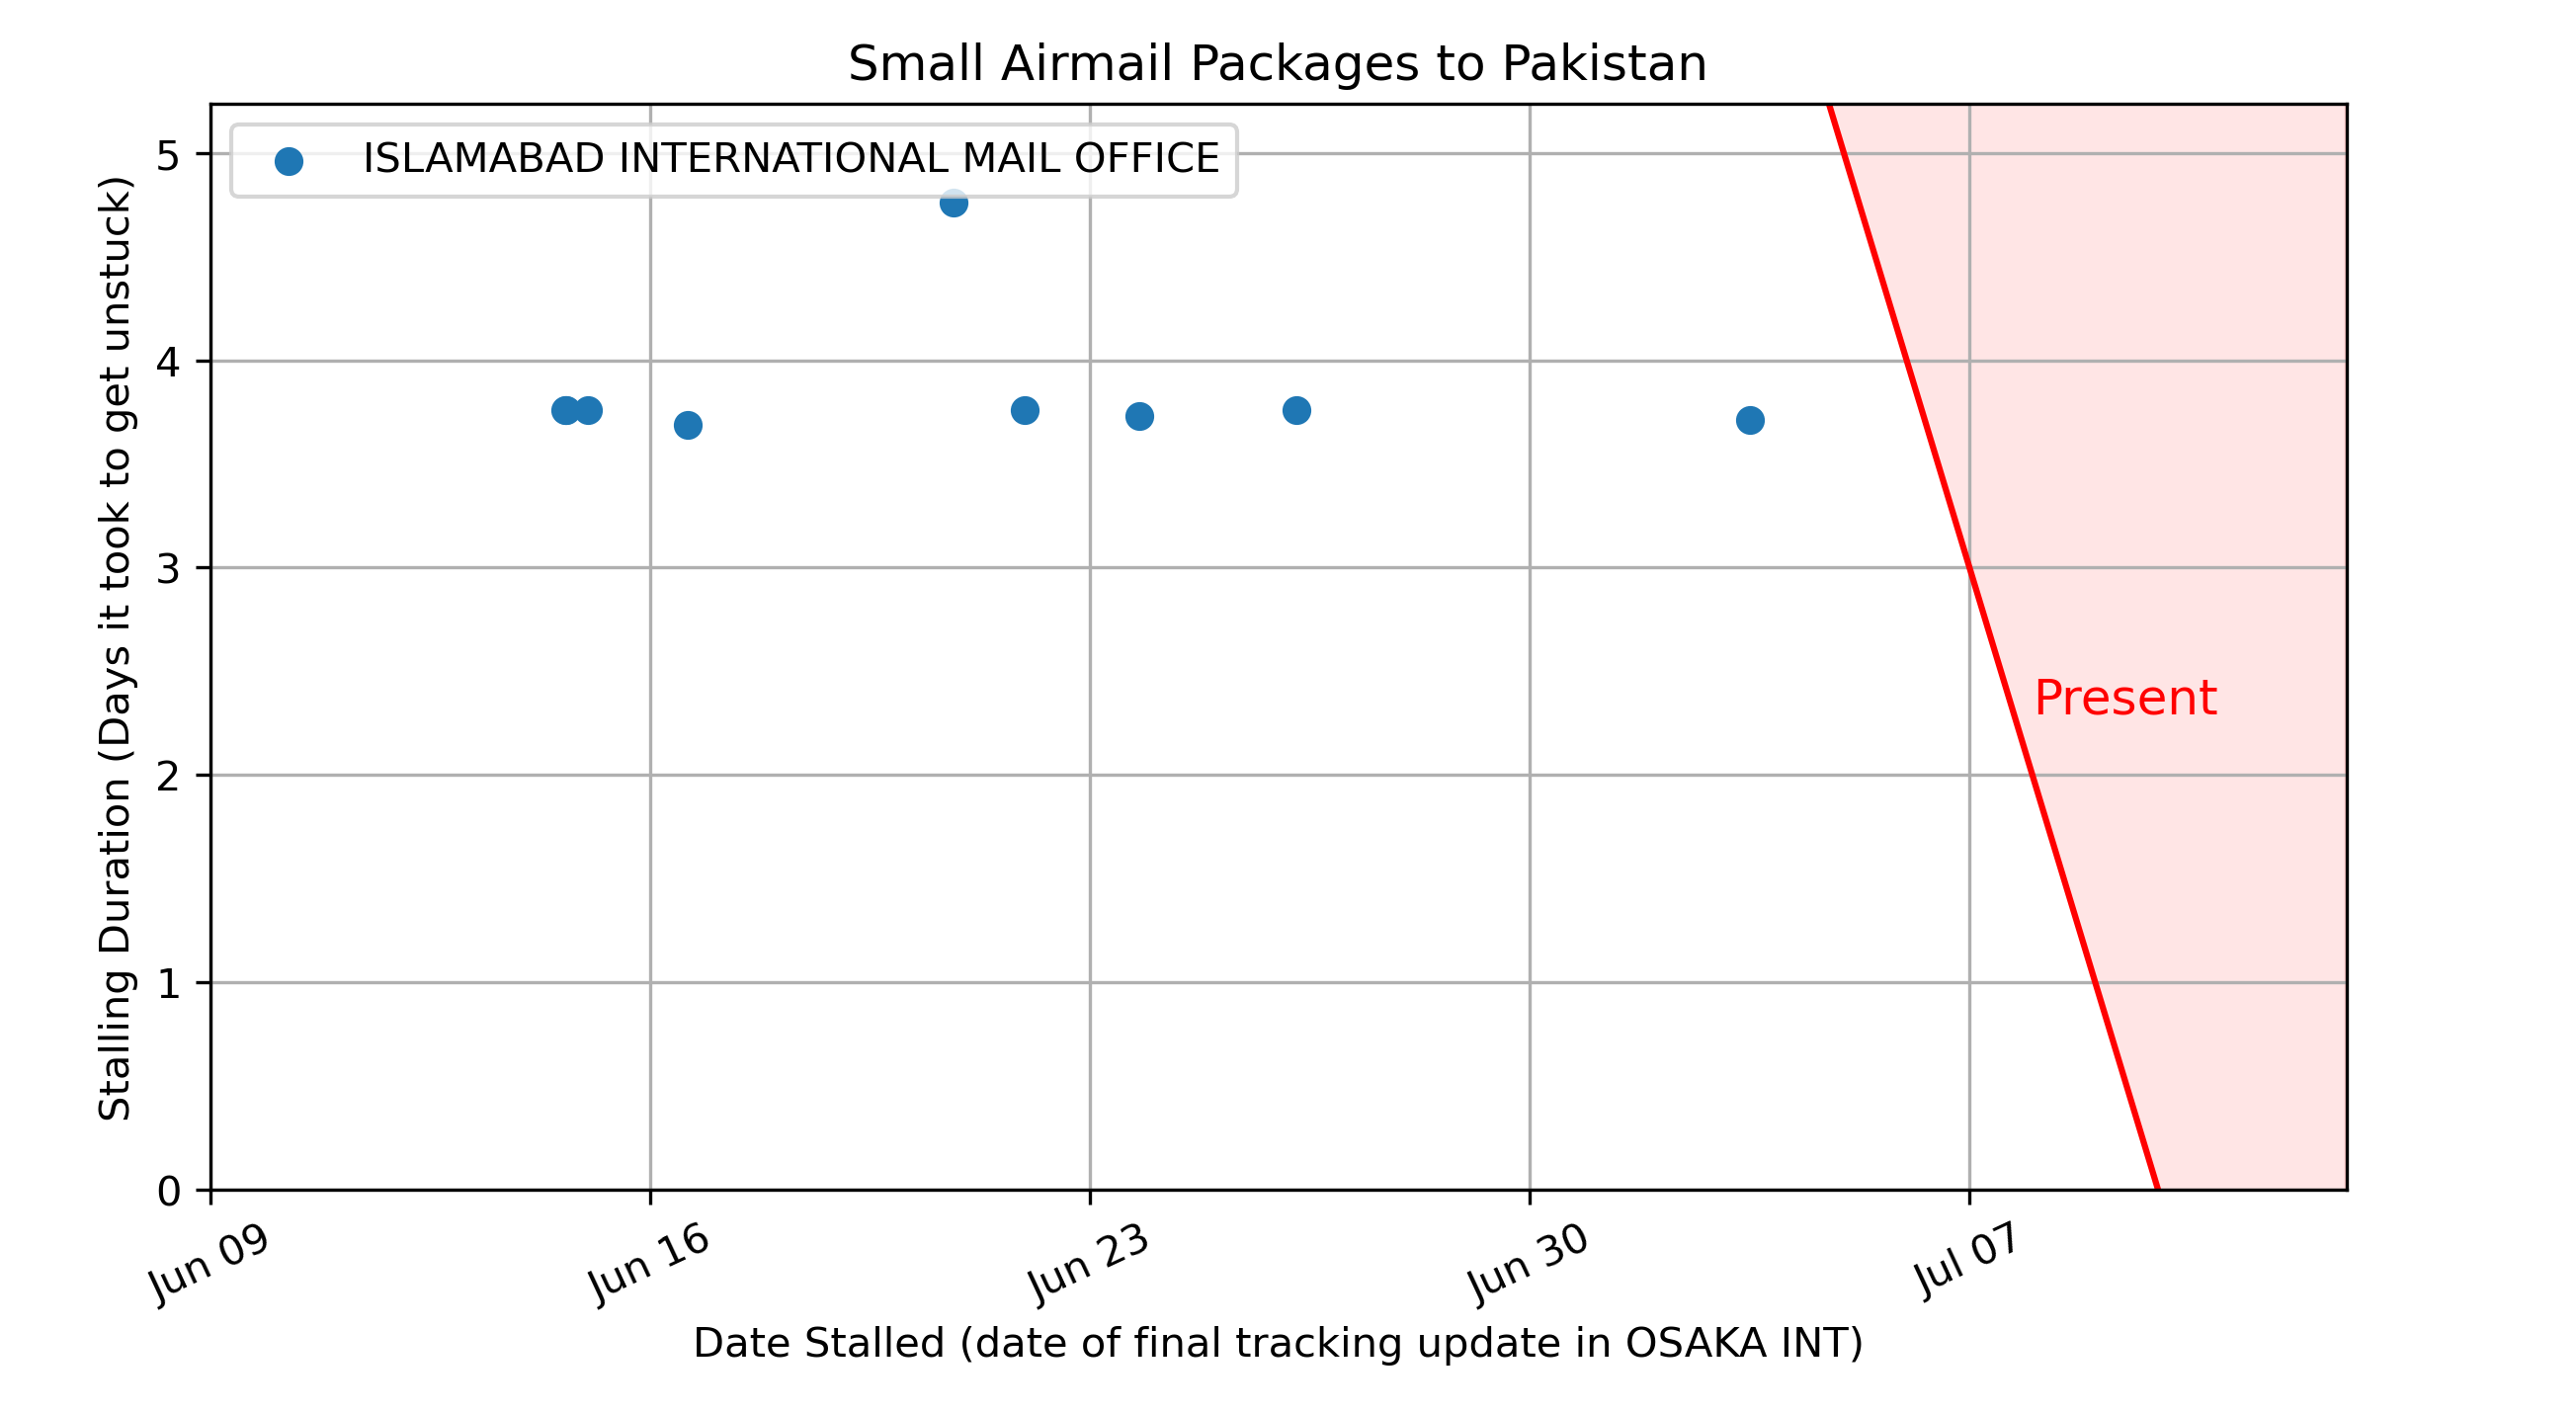 Small Airmail Packages to Pakistan
ISLAMABAD INTERNATIONAL MAIL OFFICE
Stalling Duration (Days it took to get unstuck)
5
4
3
2
1
0
Present
Jun 09
Jun 16
Jun 23
Jun 30
Jul 07
Date Stalled (date of final tracking update in OSAKA INT)